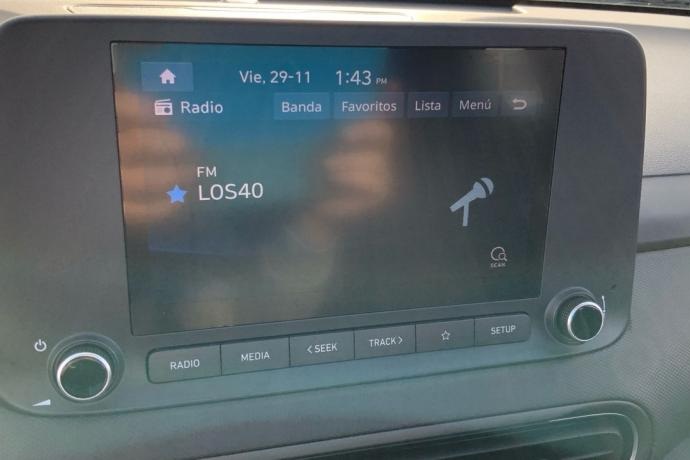 Vie, 29-11 1:43 PM
Radio Banda Favoritos Lista Menú
FM
LOS40
SCAN
RADIO MEDIA <SEEK TRACK> SETUP